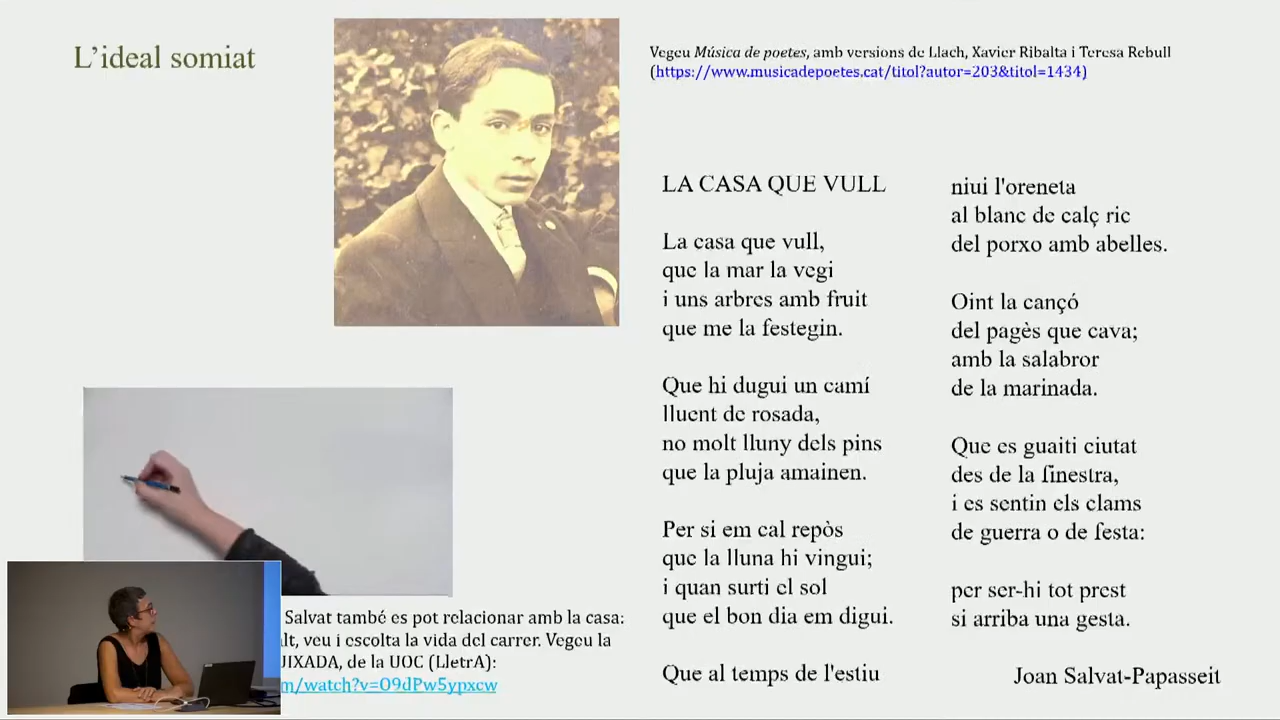 L’ideal somiat
Vegeu Música de poetes, amb versions de Llach, Xavier Ribalta i Teresa Rebull
(https://www.musicadepoetes.cat/titol?autor=203&titol=1434)
LA CASA QUE VULL
La casa que vull,
que la mar la vegi
i uns arbres amb fruit
que me la festegin.
Que hi dugui un camí
lluent de rosada,
no molt lluny dels pins
que la pluja amainen.
Per si em cal repòs
que la lluna hi vingui;
i quan surti el sol
que el bon dia em digui.
Que al temps de l'estiu
niui l'oreneta
al blanc de calç ric
del porxo amb abelles.
Oint la cançó
del pagès que cava;
amb la salabror
de la marinada.
Que es guaiti ciutat
des de la finestra,
i es sentin els clams
de guerra o de festa:
per ser-hi tot prest
si arriba una gesta.
Joan Salvat-Papasseit
Salvat també es pot relacionar amb la casa:
lt, veu i escolta la vida del carrer. Vegeu la
UIXADA, de la UOC (LletrA):
m/watch?v=O9dPw5ypxcw